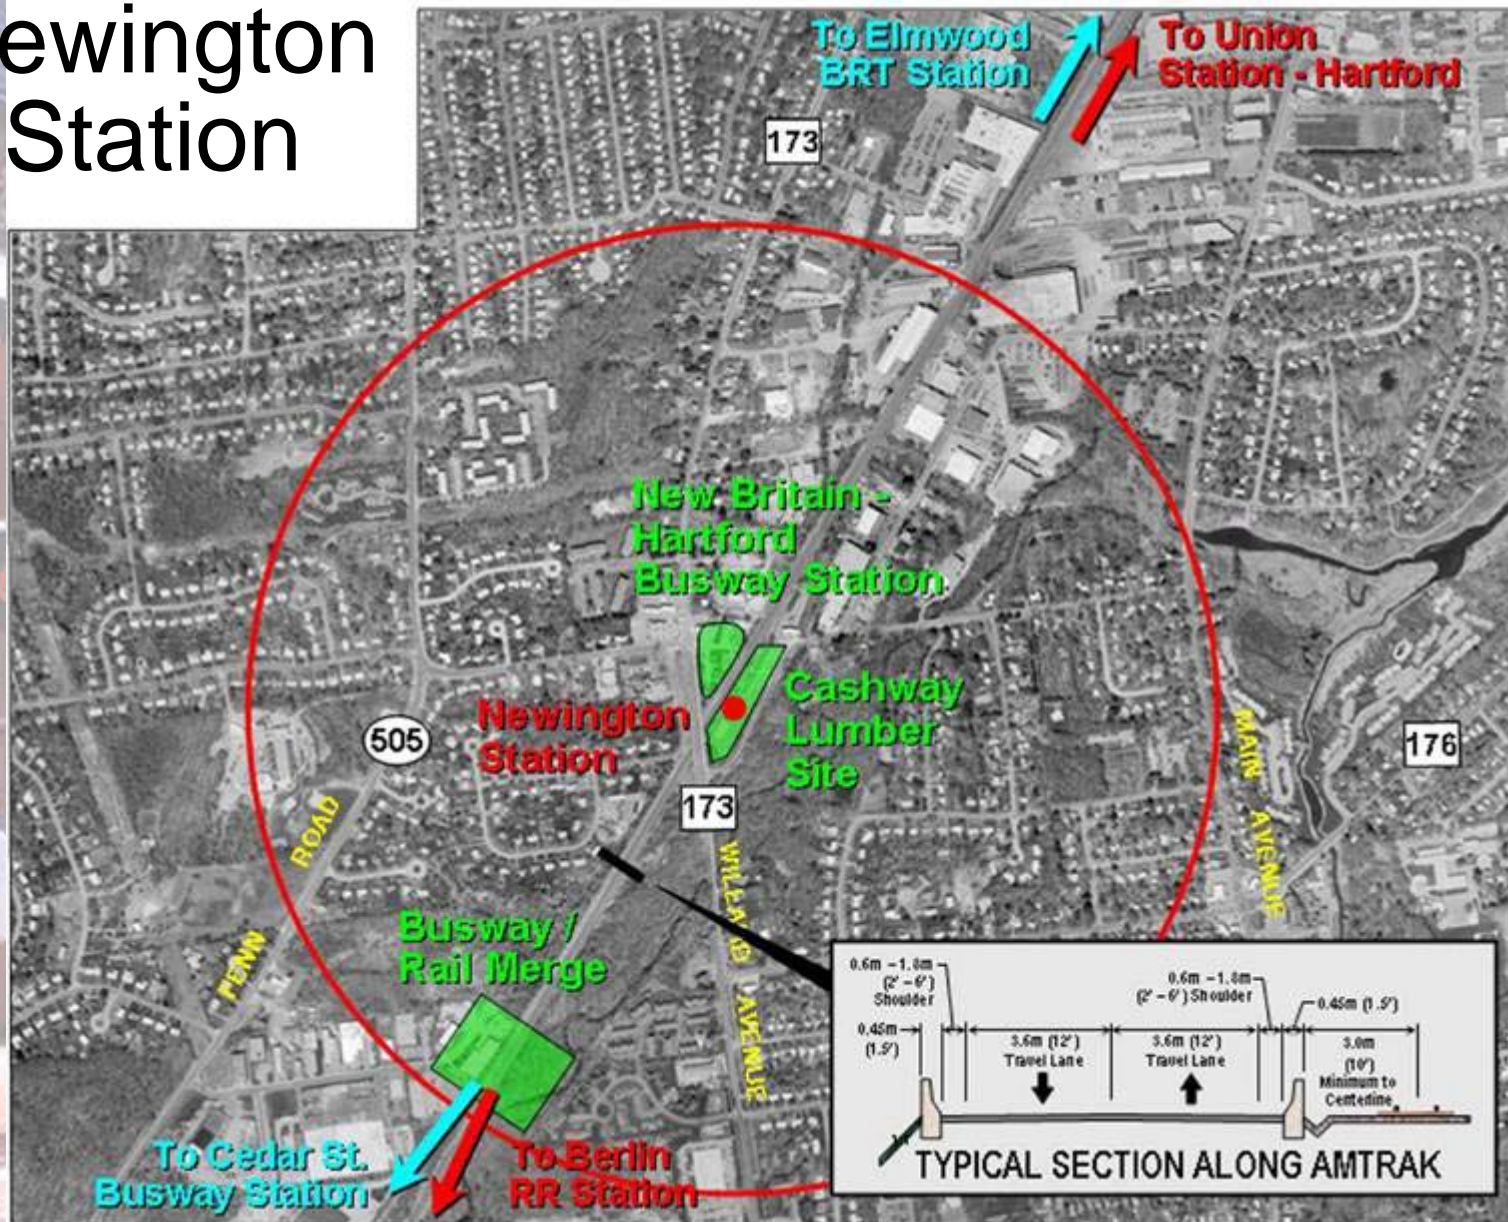 ewington
Station
To Elmwood
BRT Station
To Union
Station - Hartford
173
New Britain -
Hartford
Busway Station
Newington
Station
Cashway
Lumber
Site
505
173
176
PENN
ROAD
WILLARD AVENUE
MAIN
AVENUE
Busway /
Rail Merge
To Cedar St.
Busway Station
To Berlin
RR Station
0.6m - 1.8m
(2' - 6')
Shoulder
0.6m - 1.8m
(2' - 6') Shoulder
0.45m (1.5')
0.45m
(1.5')
3.6m (12')
Travel Lane
3.6m (12')
Travel Lane
3.0m
(10')
Minimum to
Centerline
TYPICAL SECTION ALONG AMTRAK